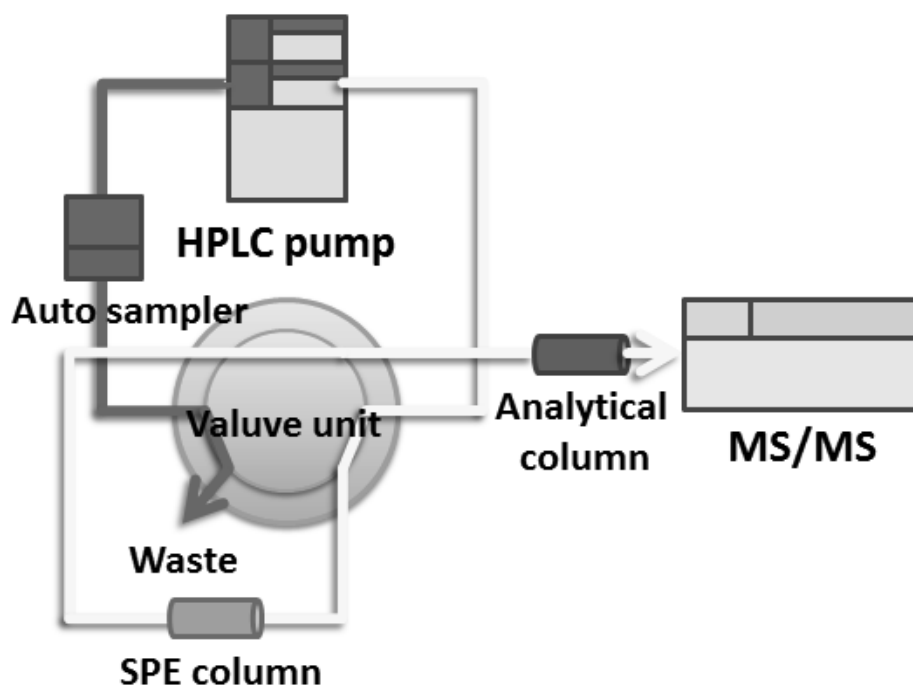 HPLC pump
Auto sampler
Valuve unit
Analytical
column
MS/MS
Waste
SPE column